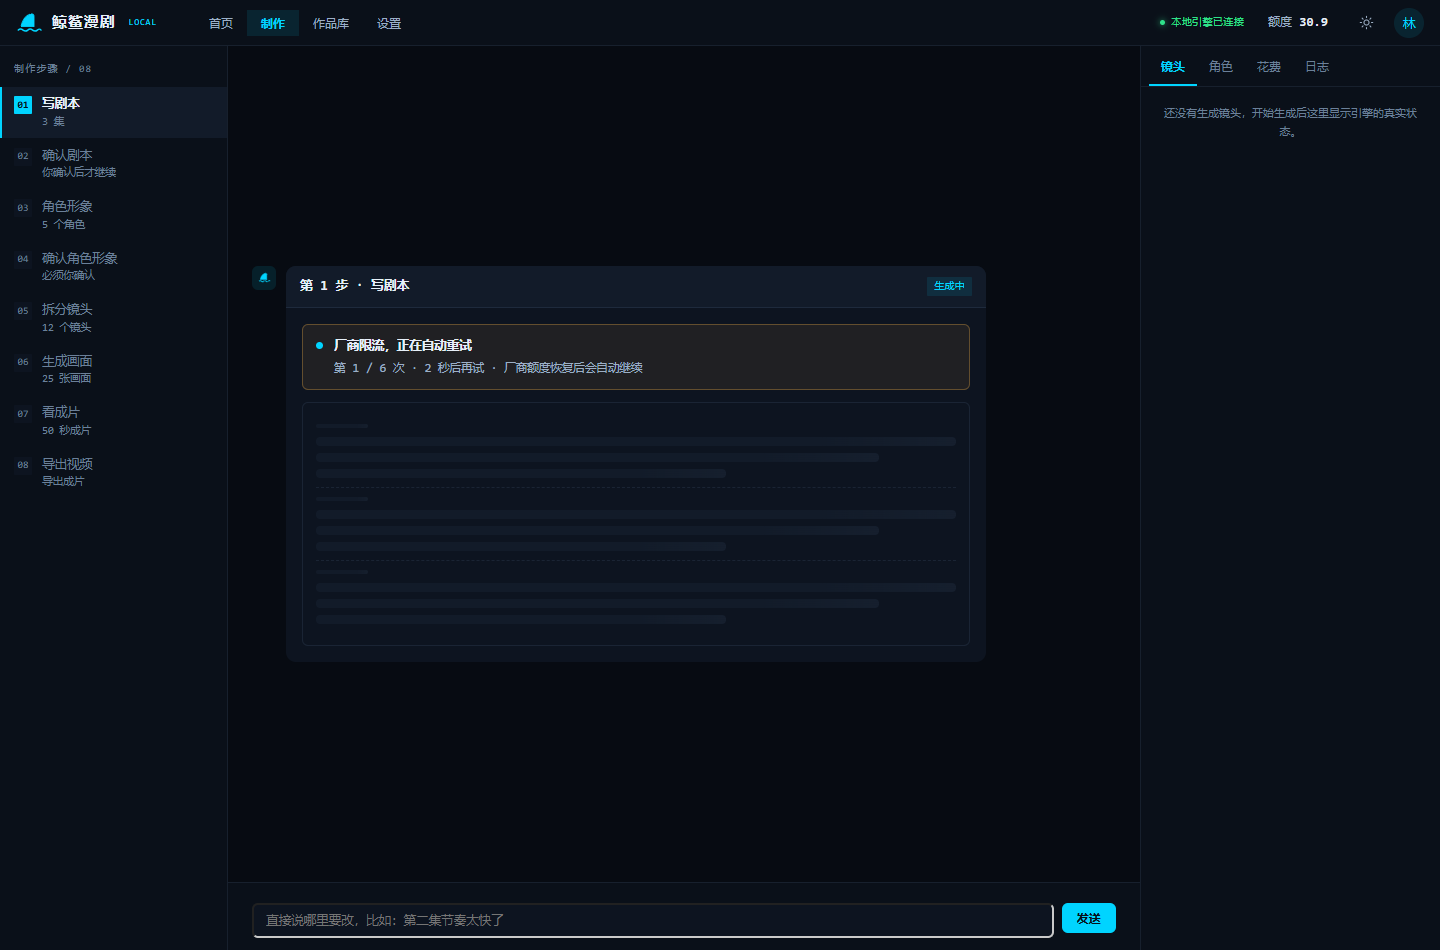 鲸鲨漫剧 LOCAL 首页 制作 作品库 设置 本地引擎已连接 额度 30.9 林
制作步骤 / 08
01 写剧本
3 集
02 确认剧本
你确认后才继续
03 角色形象
5 个角色
04 确认角色形象
必须你确认
05 拆分镜头
12 个镜头
06 生成画面
25 张画面
07 看成片
50 秒成片
08 导出视频
导出成片
第 1 步 · 写剧本 生成中
厂商限流，正在自动重试
第 1 / 6 次 · 2 秒后再试 · 厂商额度恢复后会自动继续
直接说哪里要改，比如：第二集节奏太快了 发送
镜头 角色 花费 日志
还没有生成镜头，开始生成后这里显示引擎的真实状
态。